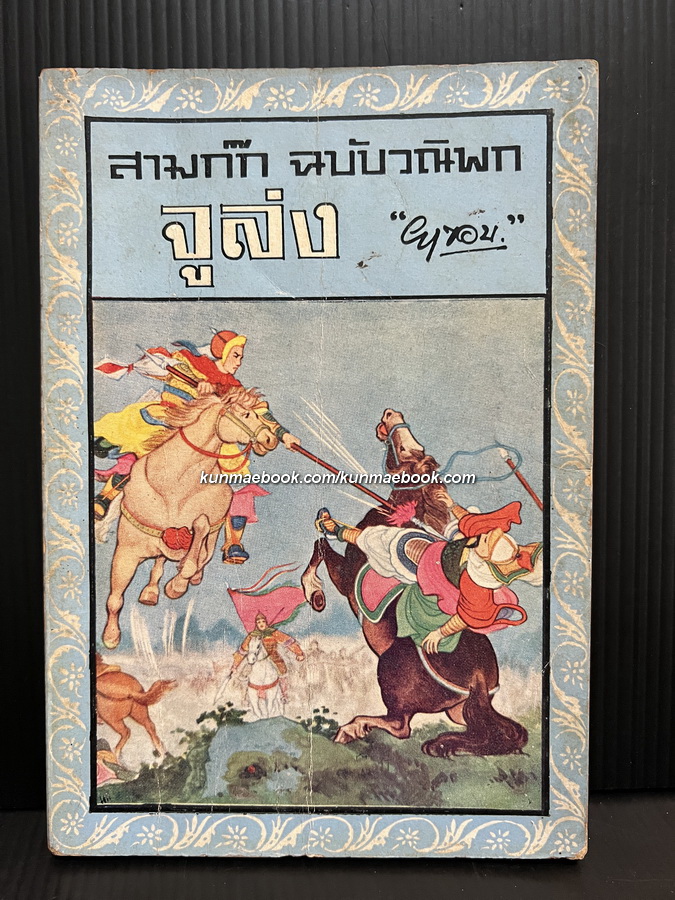 สามก๊ก ฉบับวณิพก
จูล่ง "ยาขอบ."
kunmaebook.com/kunmaebook.com